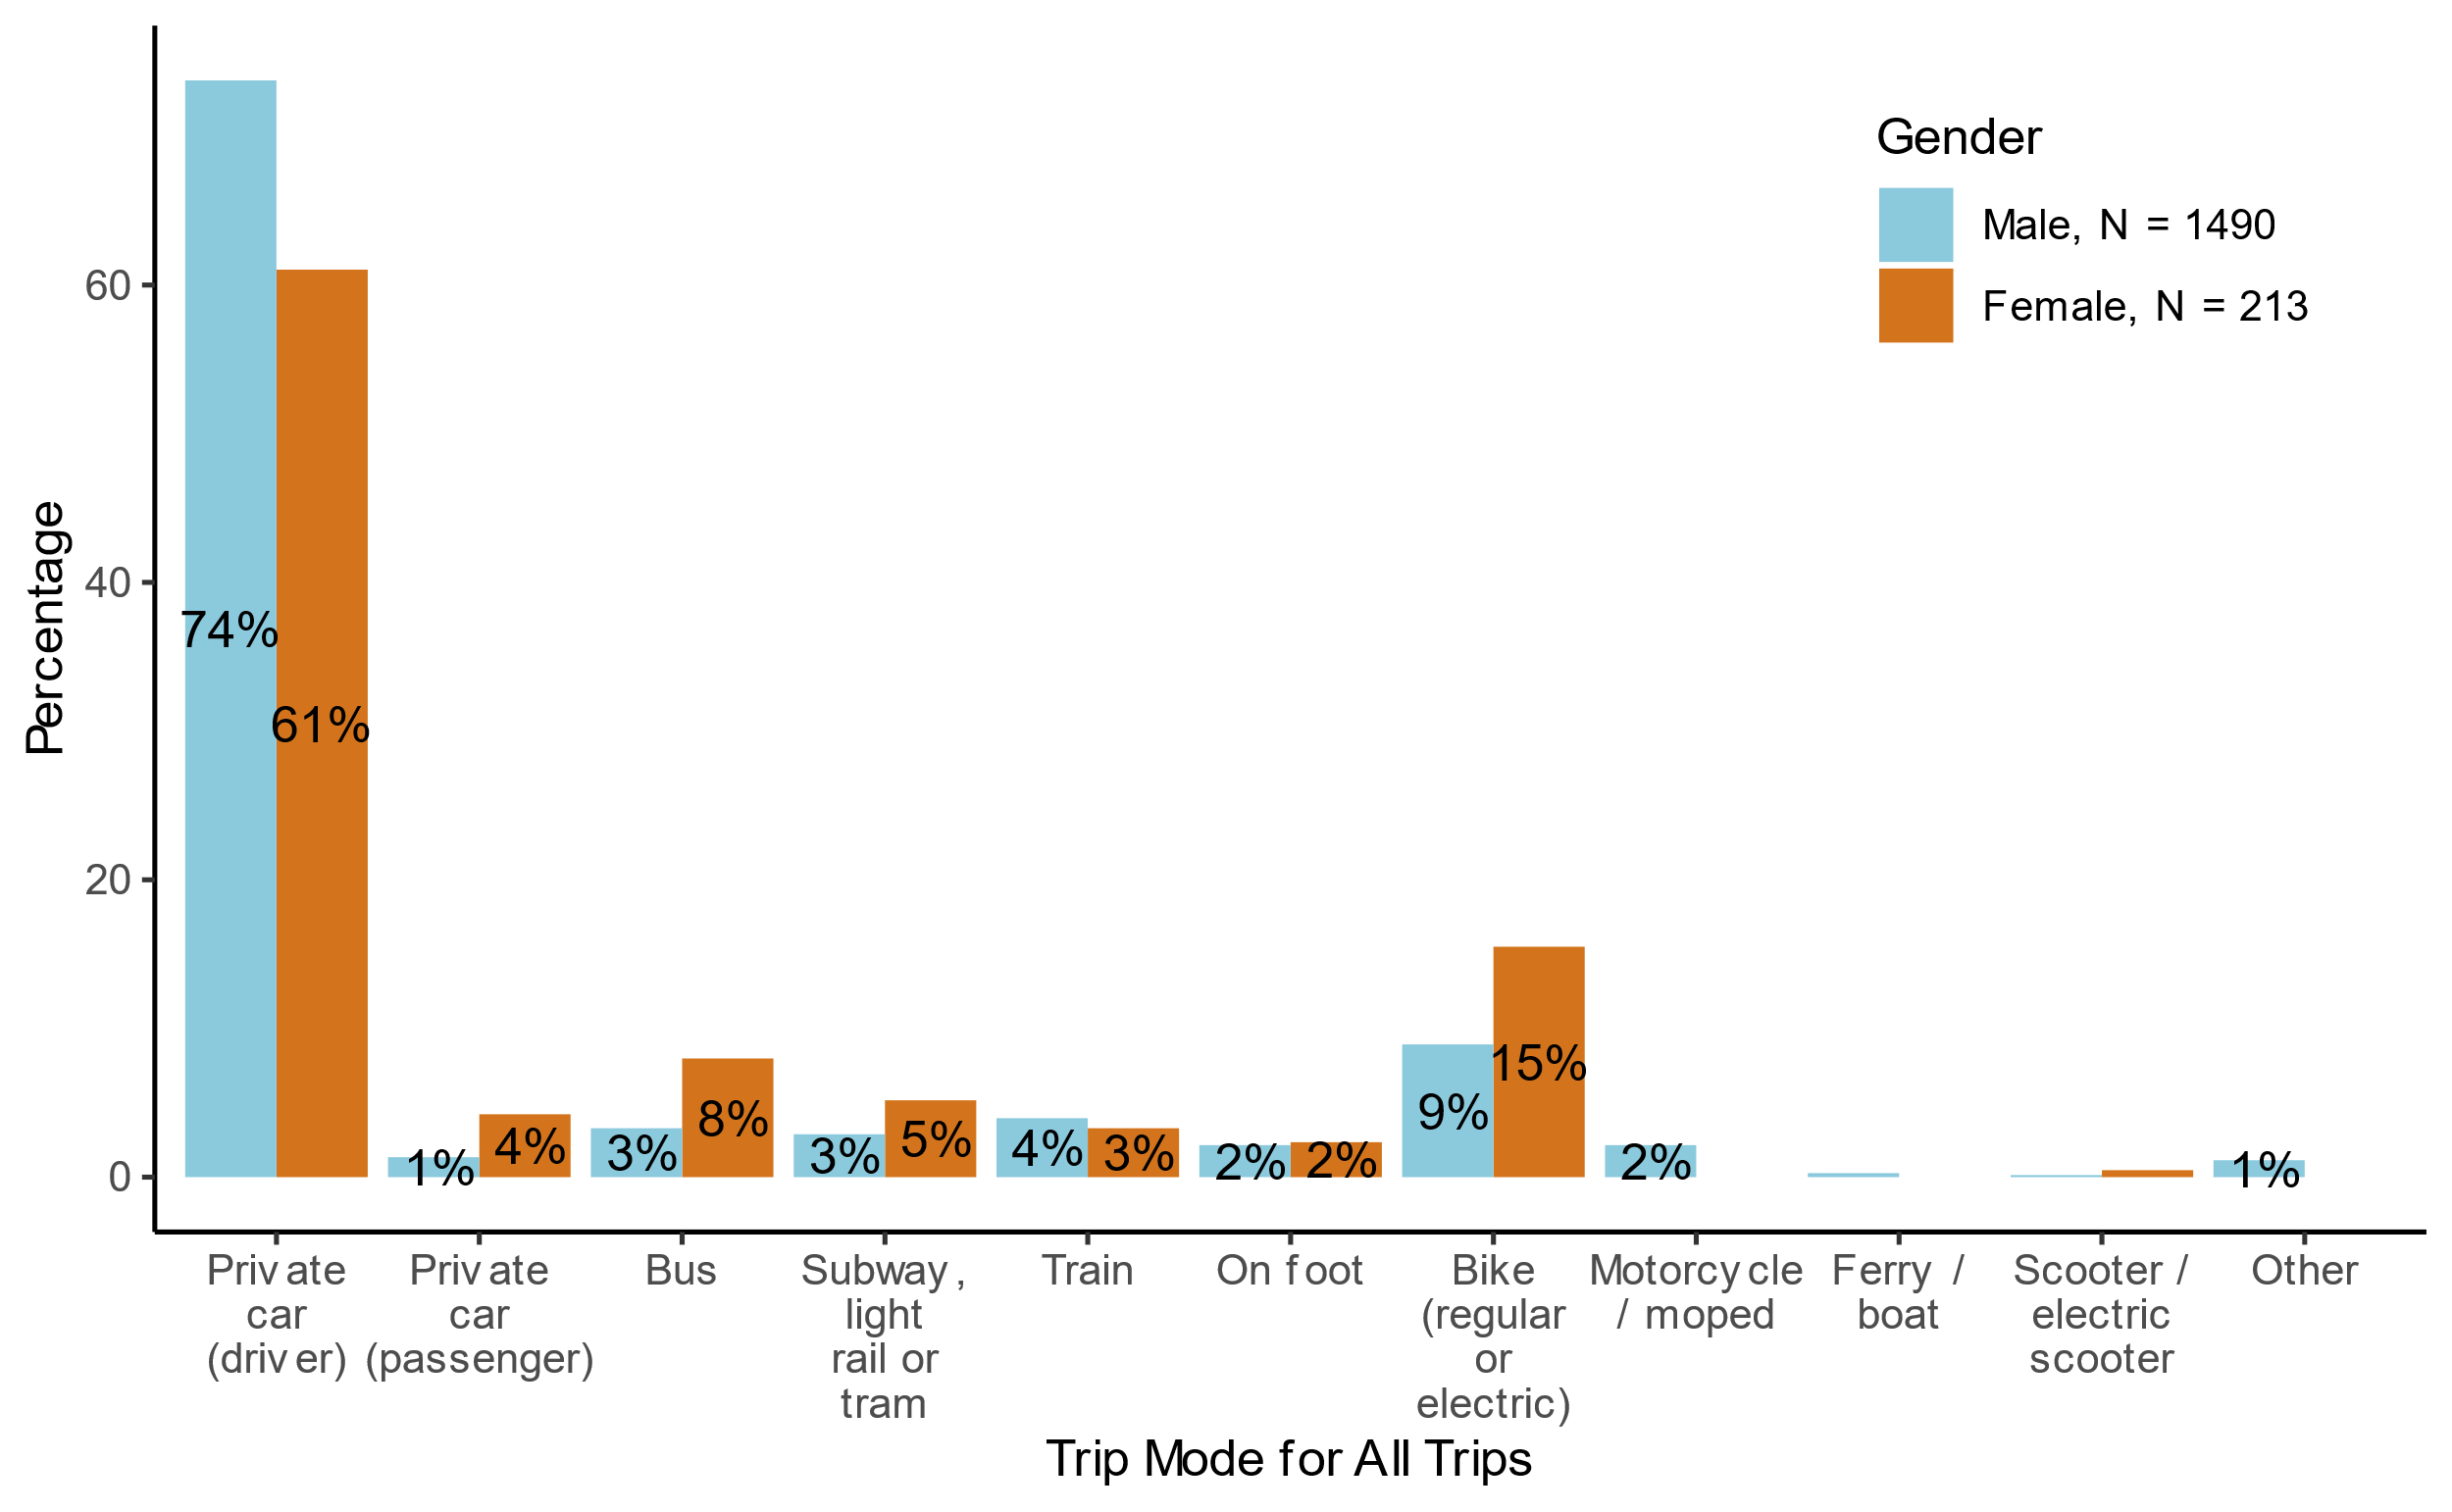 Gender
Male, N = 1490
Female, N = 213
Percentage
60
40
20
0
74%
61%
1%
4%
3%
8%
3%
5%
4%
3%
2%
2%
9%
15%
2%
1%
Private
car
(driver)
Private
car
(passenger)
Bus
Subway,
light
rail or
tram
Train
On foot
Bike
(regular
or
electric)
Motorcycle
/ moped
Ferry /
boat
Scooter /
electric
scooter
Other
Trip Mode for All Trips